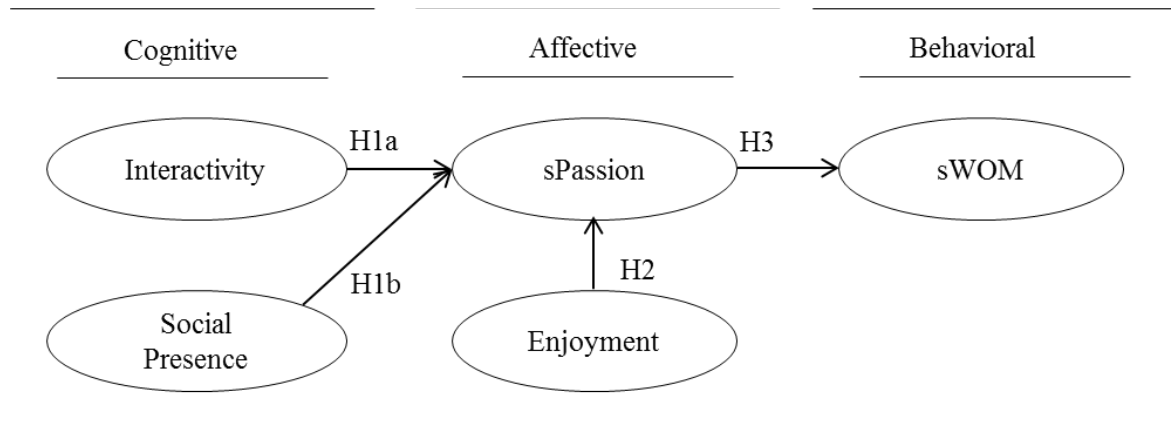 Cognitive
Affective
Behavioral
H1a
H3
Interactivity
sPassion
sWOM
H1b
H2
Social
Presence
Enjoyment